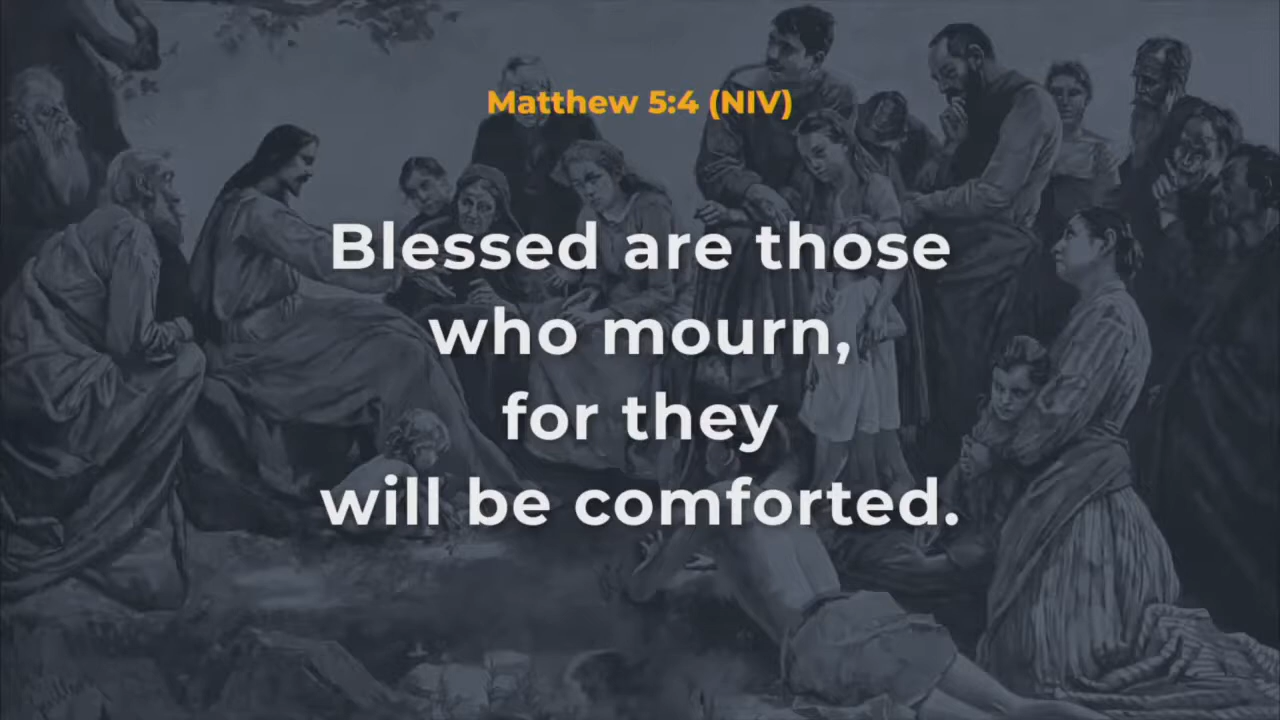 Matthew 5:4 (NIV)
Blessed are those
who mourn,
for they
will be comforted.